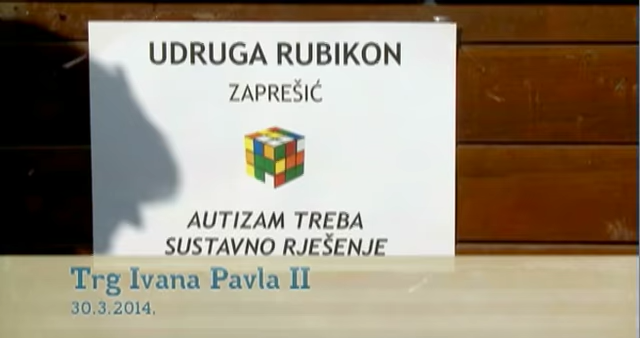 UDRUGA RUBIKON
ZAPREŠIĆ
AUTIZAM TREBA
SUSTAVNO RJEŠENJE
Trg Ivana Pavla II
30.3.2014.